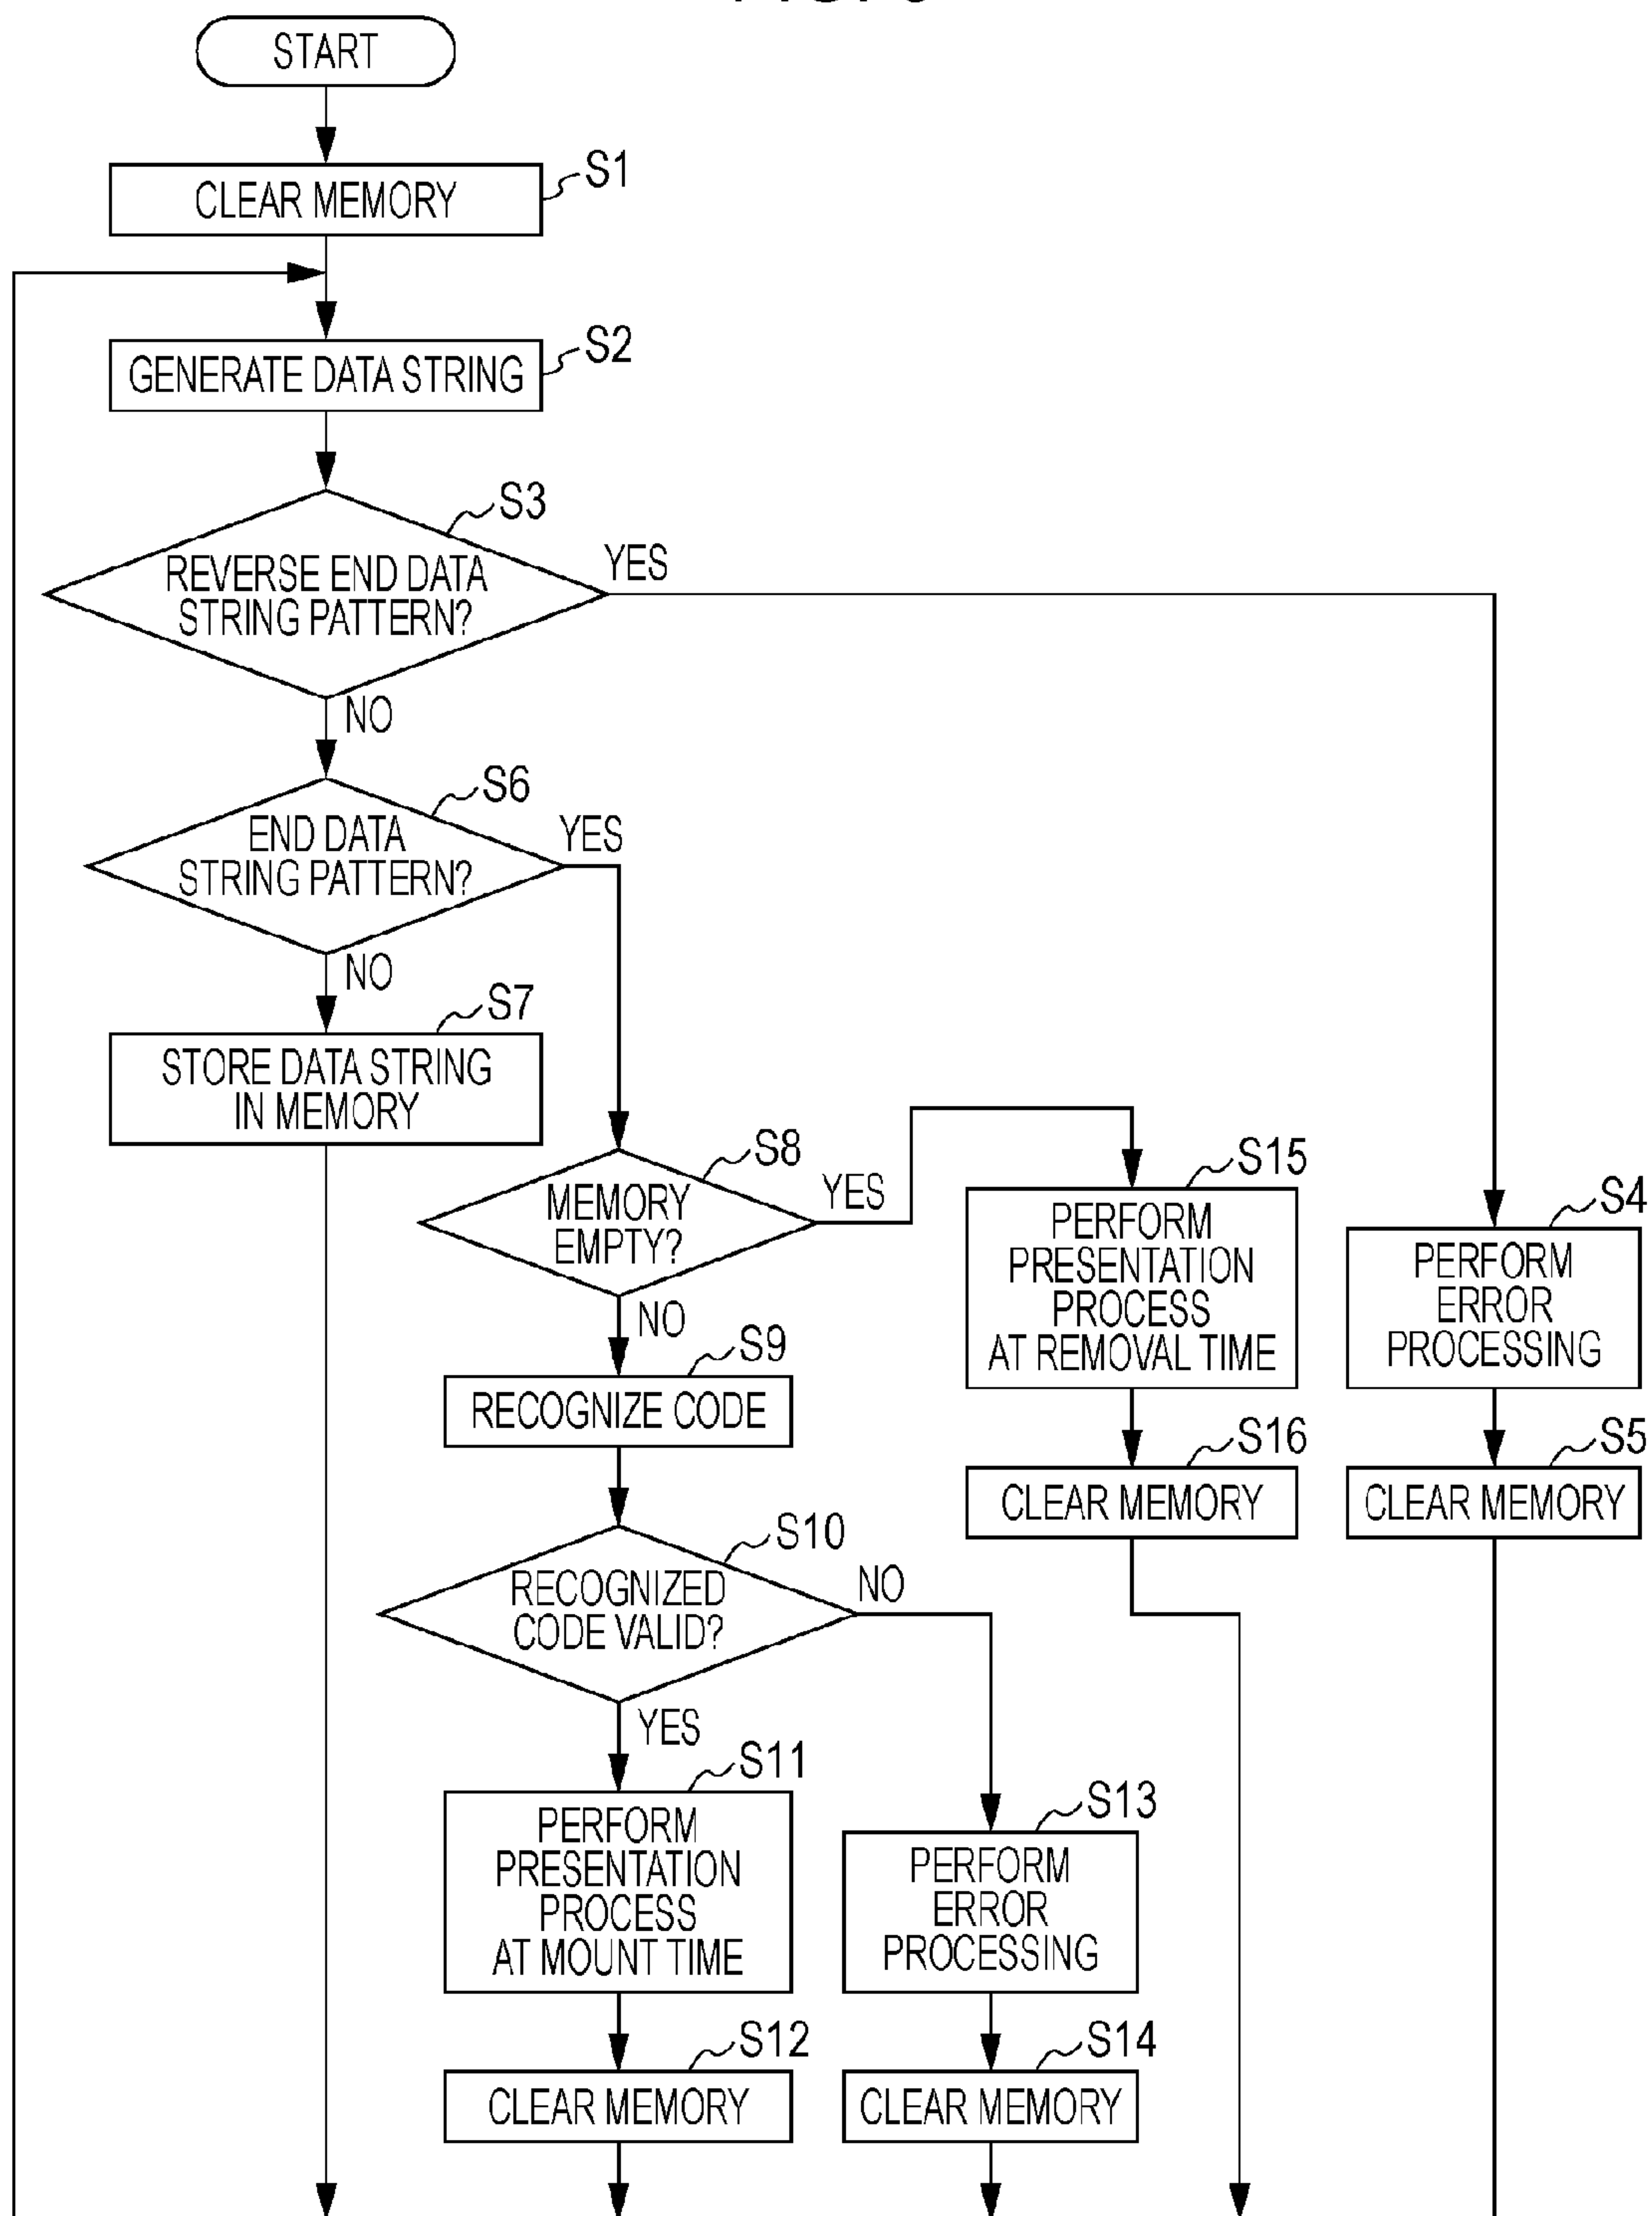 START
CLEAR MEMORY
S1
GENERATE DATA STRING
S2
S3
REVERSE END DATA
STRING PATTERN?
YES
NO
S6
END DATA
STRING PATTERN?
YES
NO
S7
STORE DATA STRING
IN MEMORY
S8
MEMORY
EMPTY?
YES
NO
S15
PERFORM
PRESENTATION
PROCESS
AT REMOVAL TIME
S4
PERFORM
ERROR
PROCESSING
S9
RECOGNIZE CODE
S16
CLEAR MEMORY
S5
CLEAR MEMORY
S10
RECOGNIZED
CODE VALID?
NO
YES
S11
PERFORM
PRESENTATION
PROCESS
AT MOUNT TIME
S13
PERFORM
ERROR
PROCESSING
S12
CLEAR MEMORY
S14
CLEAR MEMORY